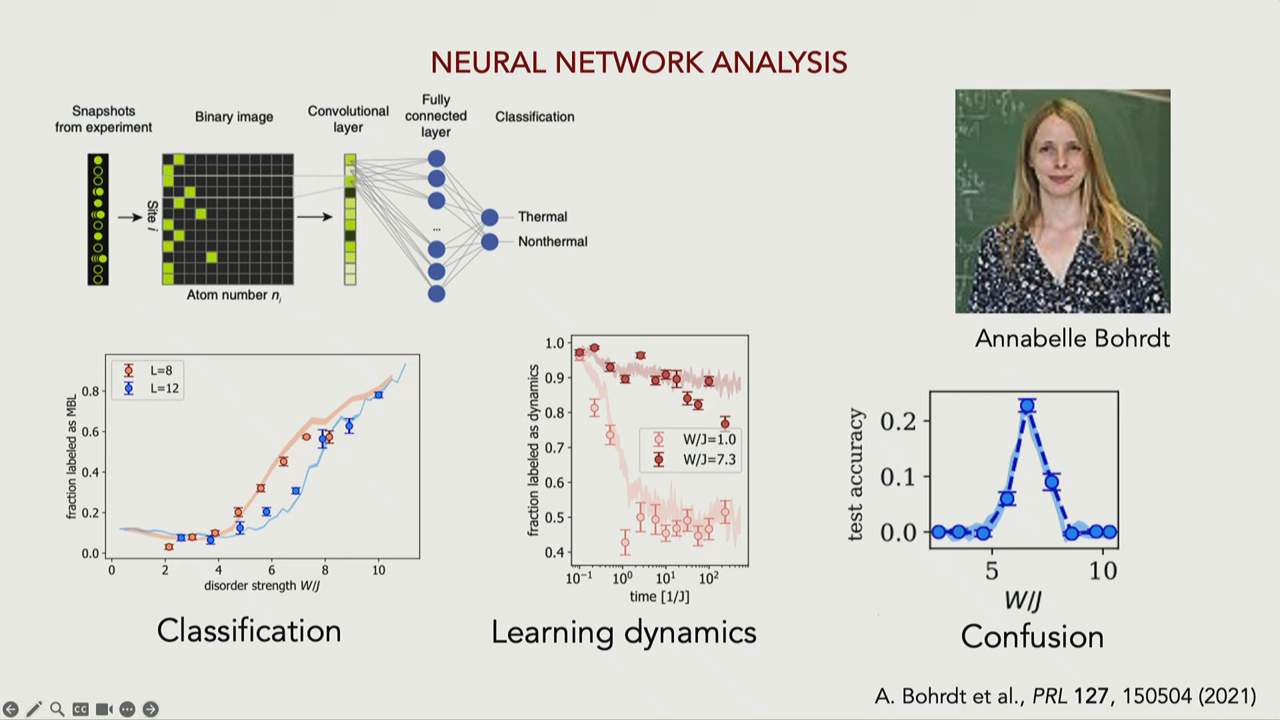 NEURAL NETWORK ANALYSIS
Snapshots
from experiment
Binary image
Convolutional
layer
Fully
connected
layer
Classification
Site i
...
Thermal
Nonthermal
Atom number ni
Annabelle Bohrdt
fraction labeled as MBL
L=8
L=12
0.8
0.6
0.4
0.2
0.0
0 2 4 6 8 10
disorder strength W/J
Classification
fraction labeled as dynamics
1.0
0.9
0.8
0.7
0.6
0.5
0.4
W/J=1.0
W/J=7.3
10⁻¹ 10⁰ 10¹ 10²
time [1/J]
Learning dynamics
test accuracy
0.2
0.1
0.0
5 10
W/J
Confusion
A. Bohrdt et al., PRL 127, 150504 (2021)
CC